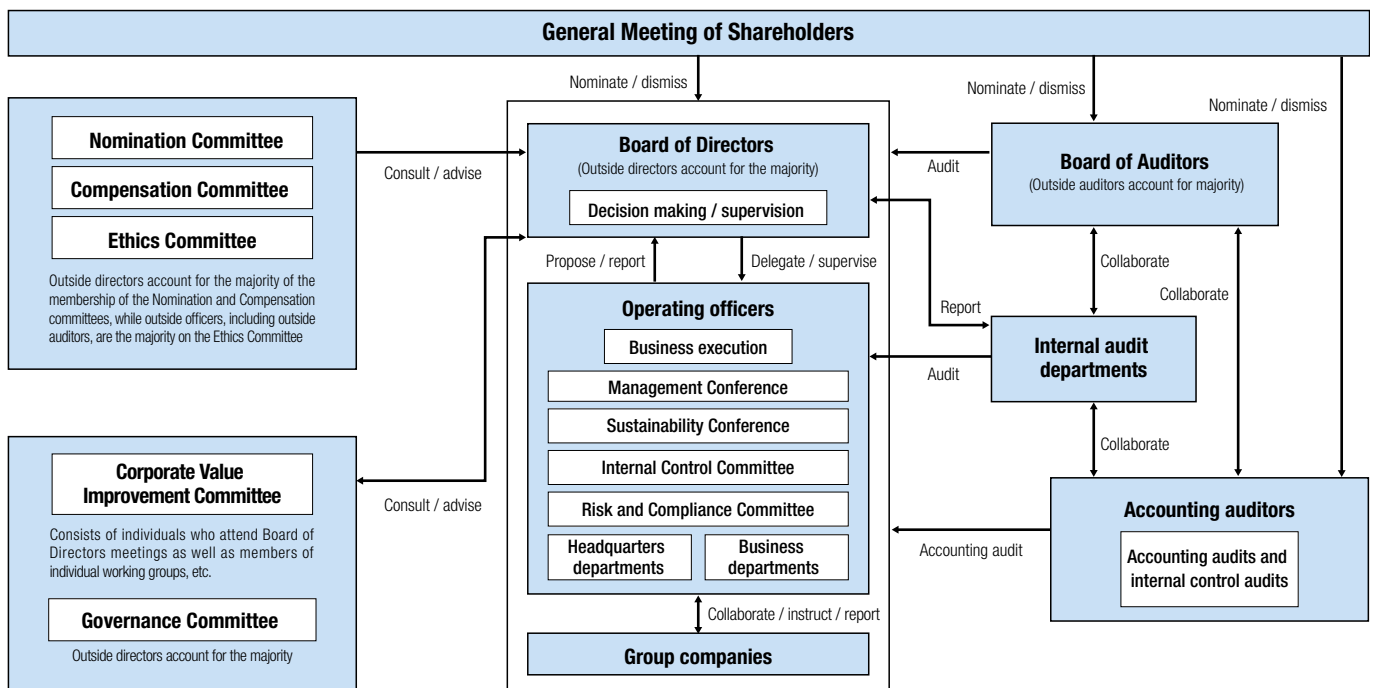 General Meeting of Shareholders
Nominate / dismiss
Nominate / dismiss
Nominate / dismiss
Nomination Committee
Compensation Committee
Ethics Committee
Outside directors account for the majority of the
membership of the Nomination and Compensation
committees, while outside officers, including outside
auditors, are the majority on the Ethics Committee
Consult / advise
Board of Directors
(Outside directors account for the majority)
Decision making / supervision
Audit
Board of Auditors
(Outside auditors account for majority)
Propose / report
Delegate / supervise
Collaborate
Collaborate
Report
Operating officers
Business execution
Management Conference
Sustainability Conference
Internal Control Committee
Risk and Compliance Committee
Headquarters
departments
Business
departments
Audit
Internal audit
departments
Collaborate
Corporate Value
Improvement Committee
Consists of individuals who attend Board of
Directors meetings as well as members of
individual working groups, etc.
Governance Committee
Outside directors account for the majority
Consult / advise
Accounting audit
Accounting auditors
Accounting audits and
internal control audits
Collaborate / instruct / report
Group companies